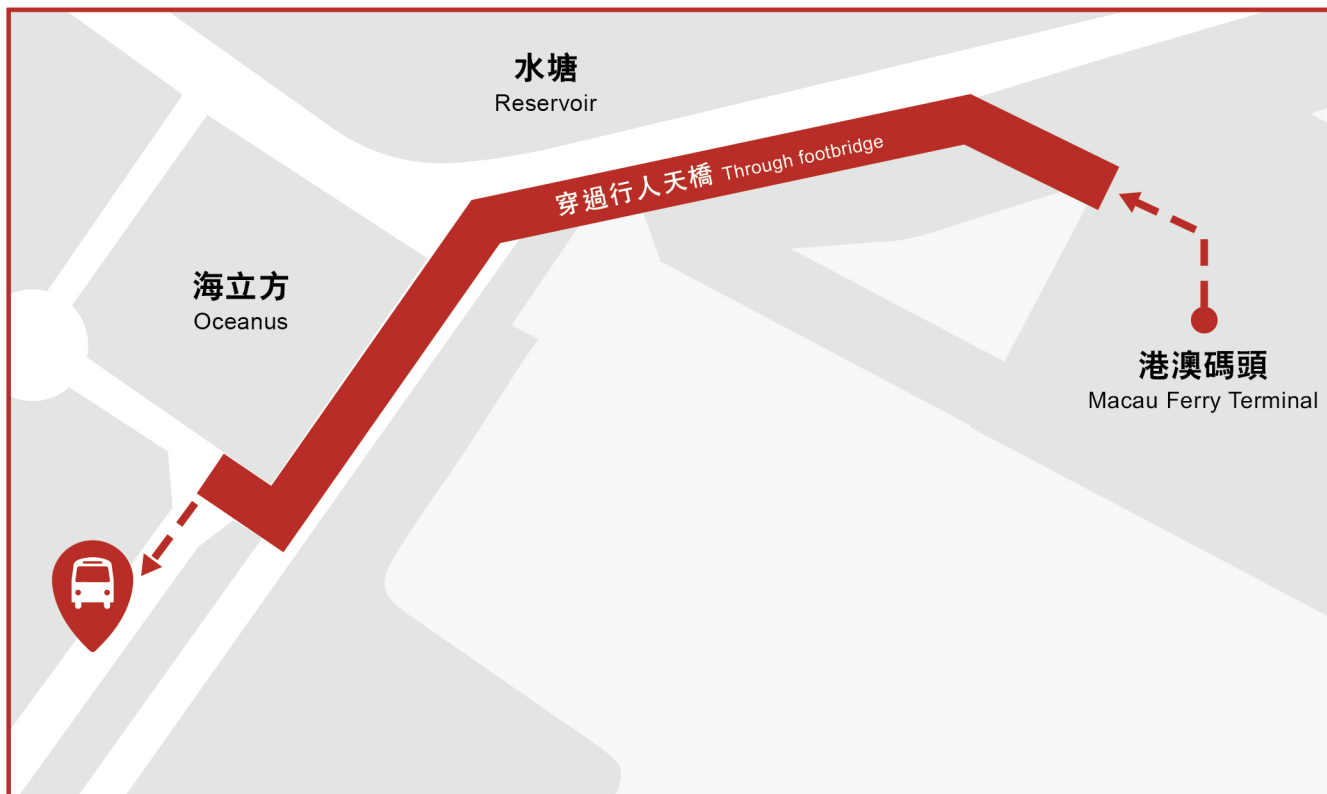 水塘
Reservoir
穿過行人天橋 Through footbridge
海立方
Oceanus
港澳碼頭
Macau Ferry Terminal